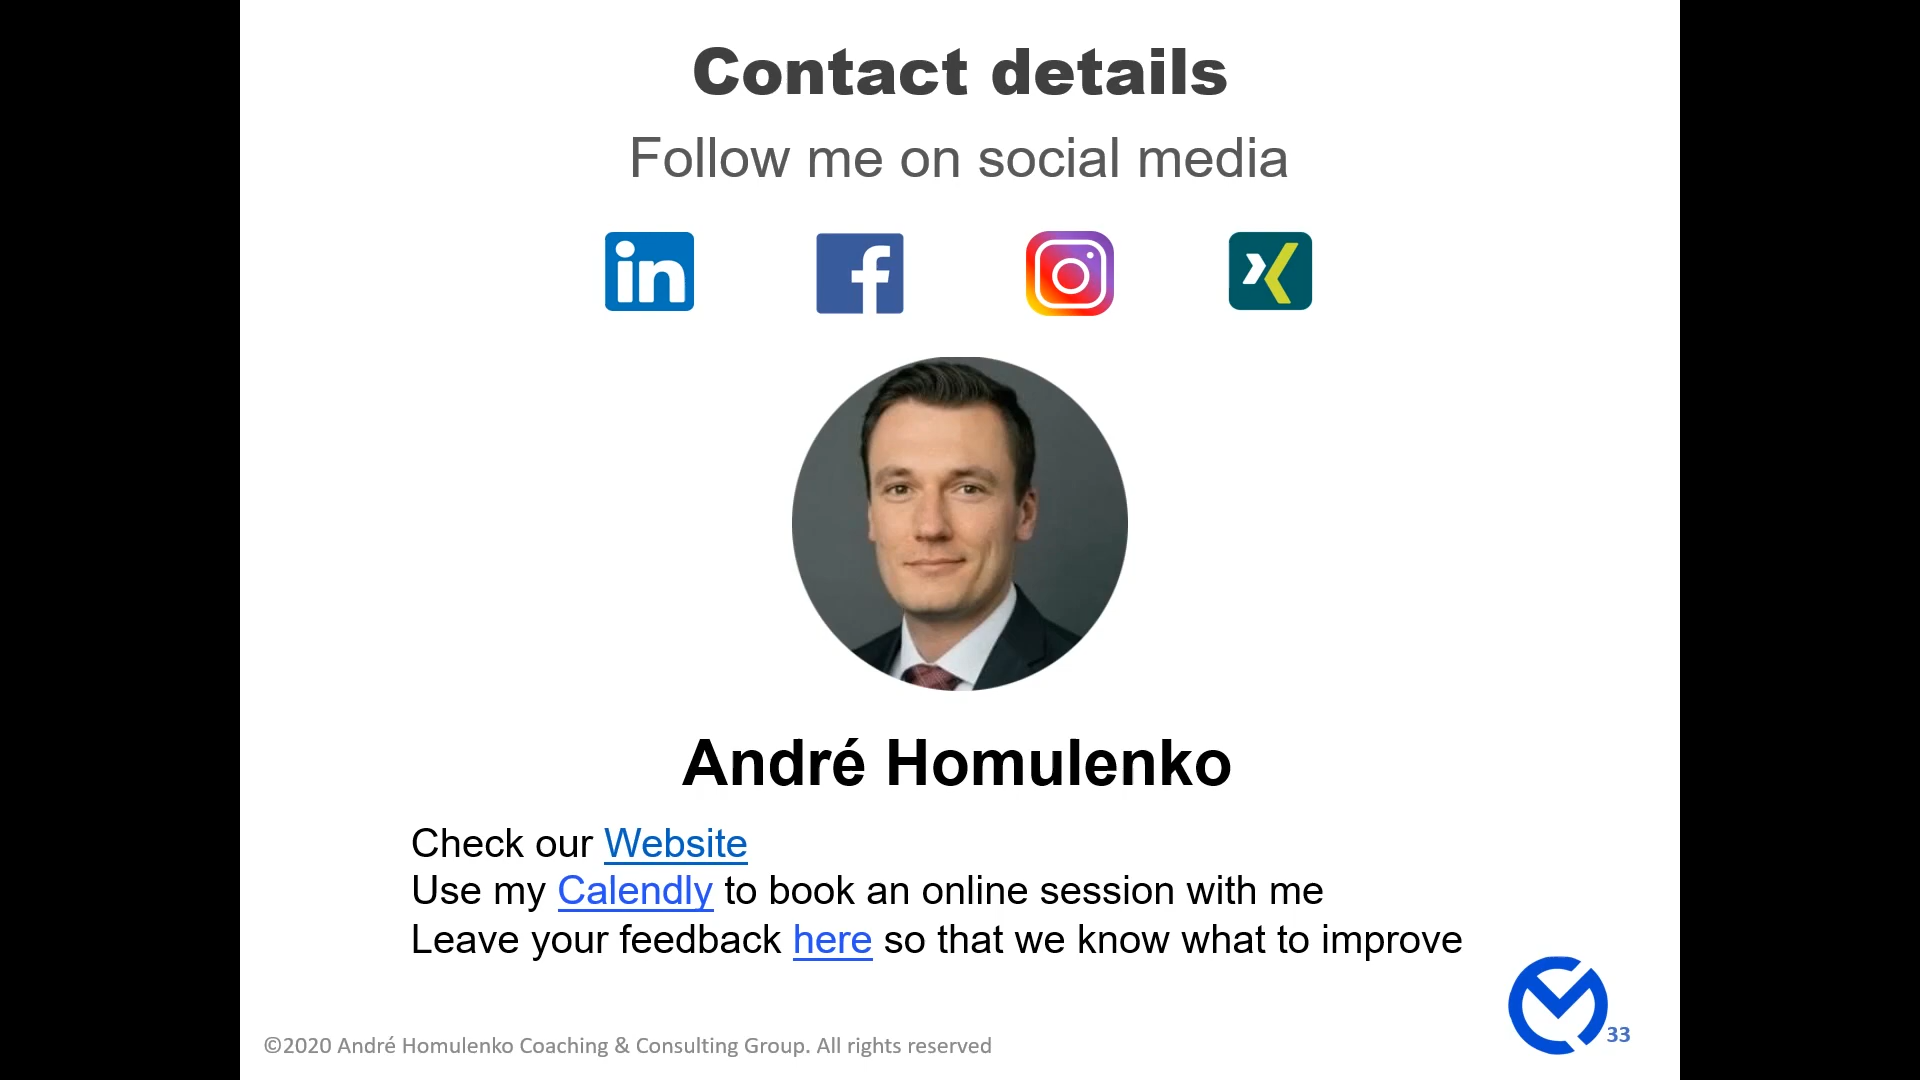 Contact details
Follow me on social media
in
f
André Homulenko
Check our Website
Use my Calendly to book an online session with me
Leave your feedback here so that we know what to improve
33
©2020 André Homulenko Coaching & Consulting Group. All rights reserved